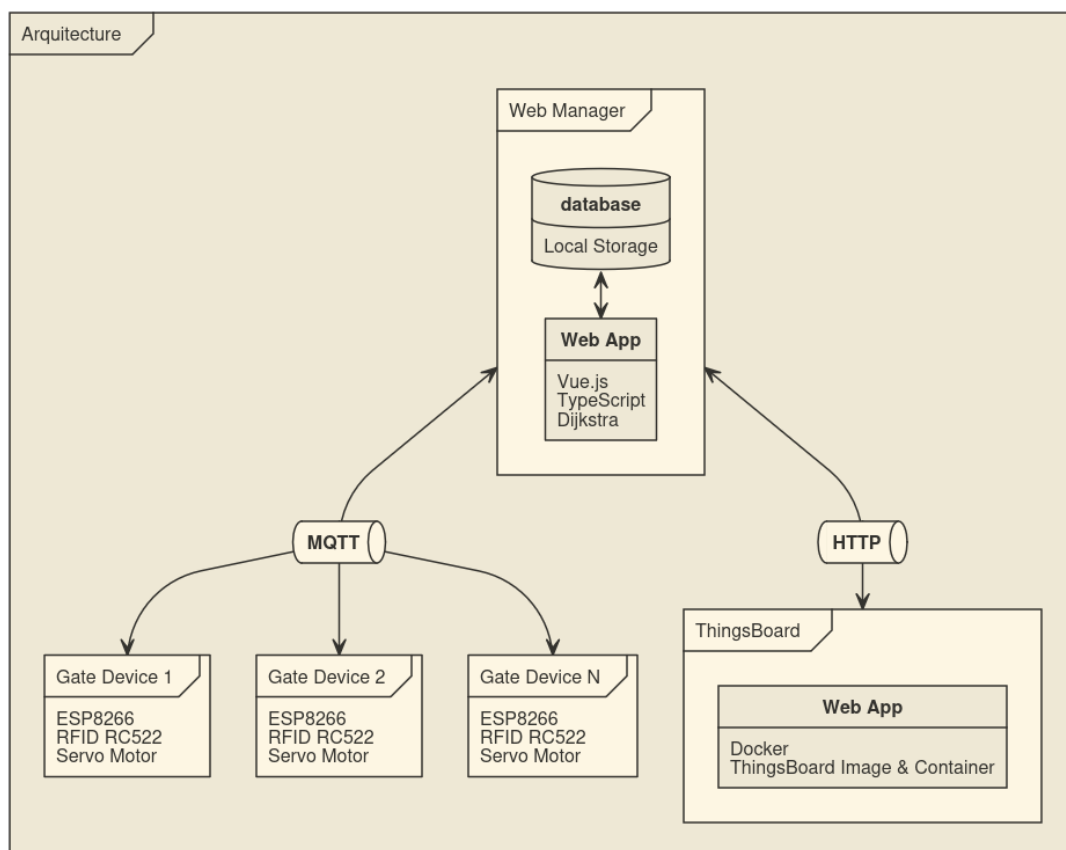 Arquitecture
Web Manager
database
Local Storage
Web App
Vue.js
TypeScript
Dijkstra
MQTT
HTTP
Gate Device 1
ESP8266
RFID RC522
Servo Motor
Gate Device 2
ESP8266
RFID RC522
Servo Motor
Gate Device N
ESP8266
RFID RC522
Servo Motor
ThingsBoard
Web App
Docker
ThingsBoard Image & Container